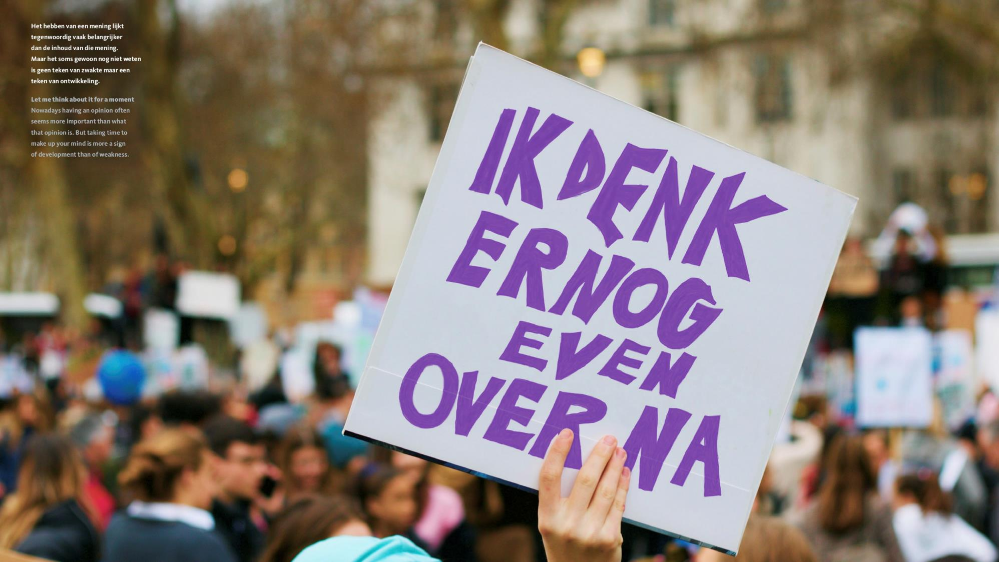 Het hebben van een mening lijkt
tegenwoordig vaak belangrijker
dan de inhoud van die mening.
Maar het soms gewoon nog niet weten
is geen teken van zwakte maar een
teken van ontwikkeling.
Let me think about it for a moment
Nowadays having an opinion often
seems more important than what
that opinion is. But taking time to
make up your mind is more a sign
of development than of weakness.
IK DENK
ER NOG
EVEN
OVER NA